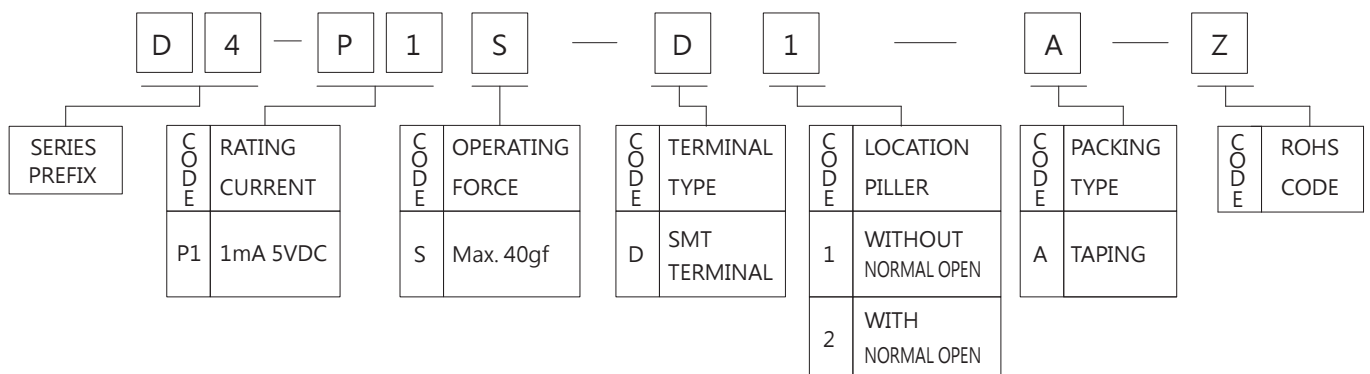 D 4 — P 1 S — D 1 — A — Z
SERIES
PREFIX
CODE
RATING
CURRENT
P1
1mA 5VDC
CODE
OPERATING
FORCE
S
Max. 40gf
CODE
TERMINAL
TYPE
D
SMT
TERMINAL
CODE
LOCATION
PILLER
1
WITHOUT
NORMAL OPEN
2
WITH
NORMAL OPEN
CODE
PACKING
TYPE
A
TAPING
CODE
ROHS
CODE